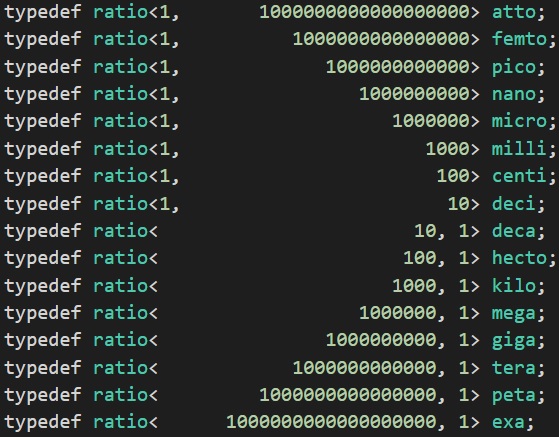 typedef ratio<1,       1000000000000000000> atto;
typedef ratio<1,          1000000000000000> femto;
typedef ratio<1,             1000000000000> pico;
typedef ratio<1,                1000000000> nano;
typedef ratio<1,                   1000000> micro;
typedef ratio<1,                      1000> milli;
typedef ratio<1,                       100> centi;
typedef ratio<1,                        10> deci;
typedef ratio<                       10, 1> deca;
typedef ratio<                      100, 1> hecto;
typedef ratio<                     1000, 1> kilo;
typedef ratio<                  1000000, 1> mega;
typedef ratio<               1000000000, 1> giga;
typedef ratio<            1000000000000, 1> tera;
typedef ratio<         1000000000000000, 1> peta;
typedef ratio<      1000000000000000000, 1> exa;